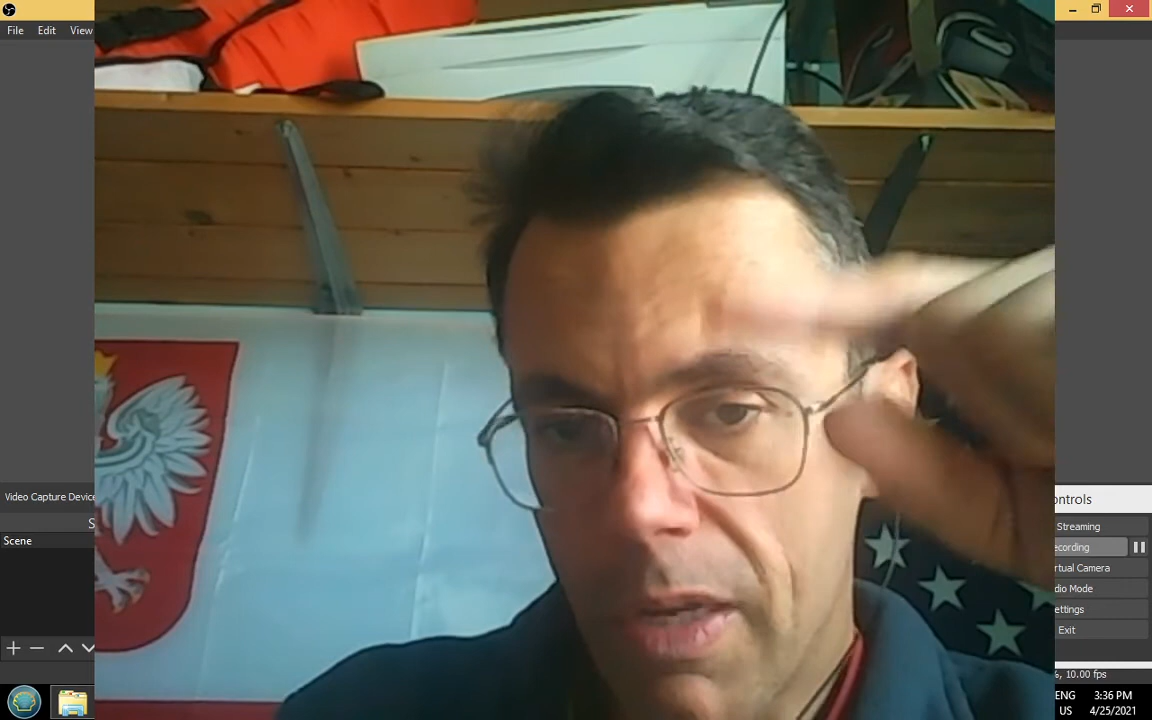 File Edit View
Video Capture Device
S
Scene
ontrols
Streaming
ecording
rtual Camera
dio Mode
ettings
Exit
%, 10.00 fps
ENG 3:36 PM
US 4/25/2021